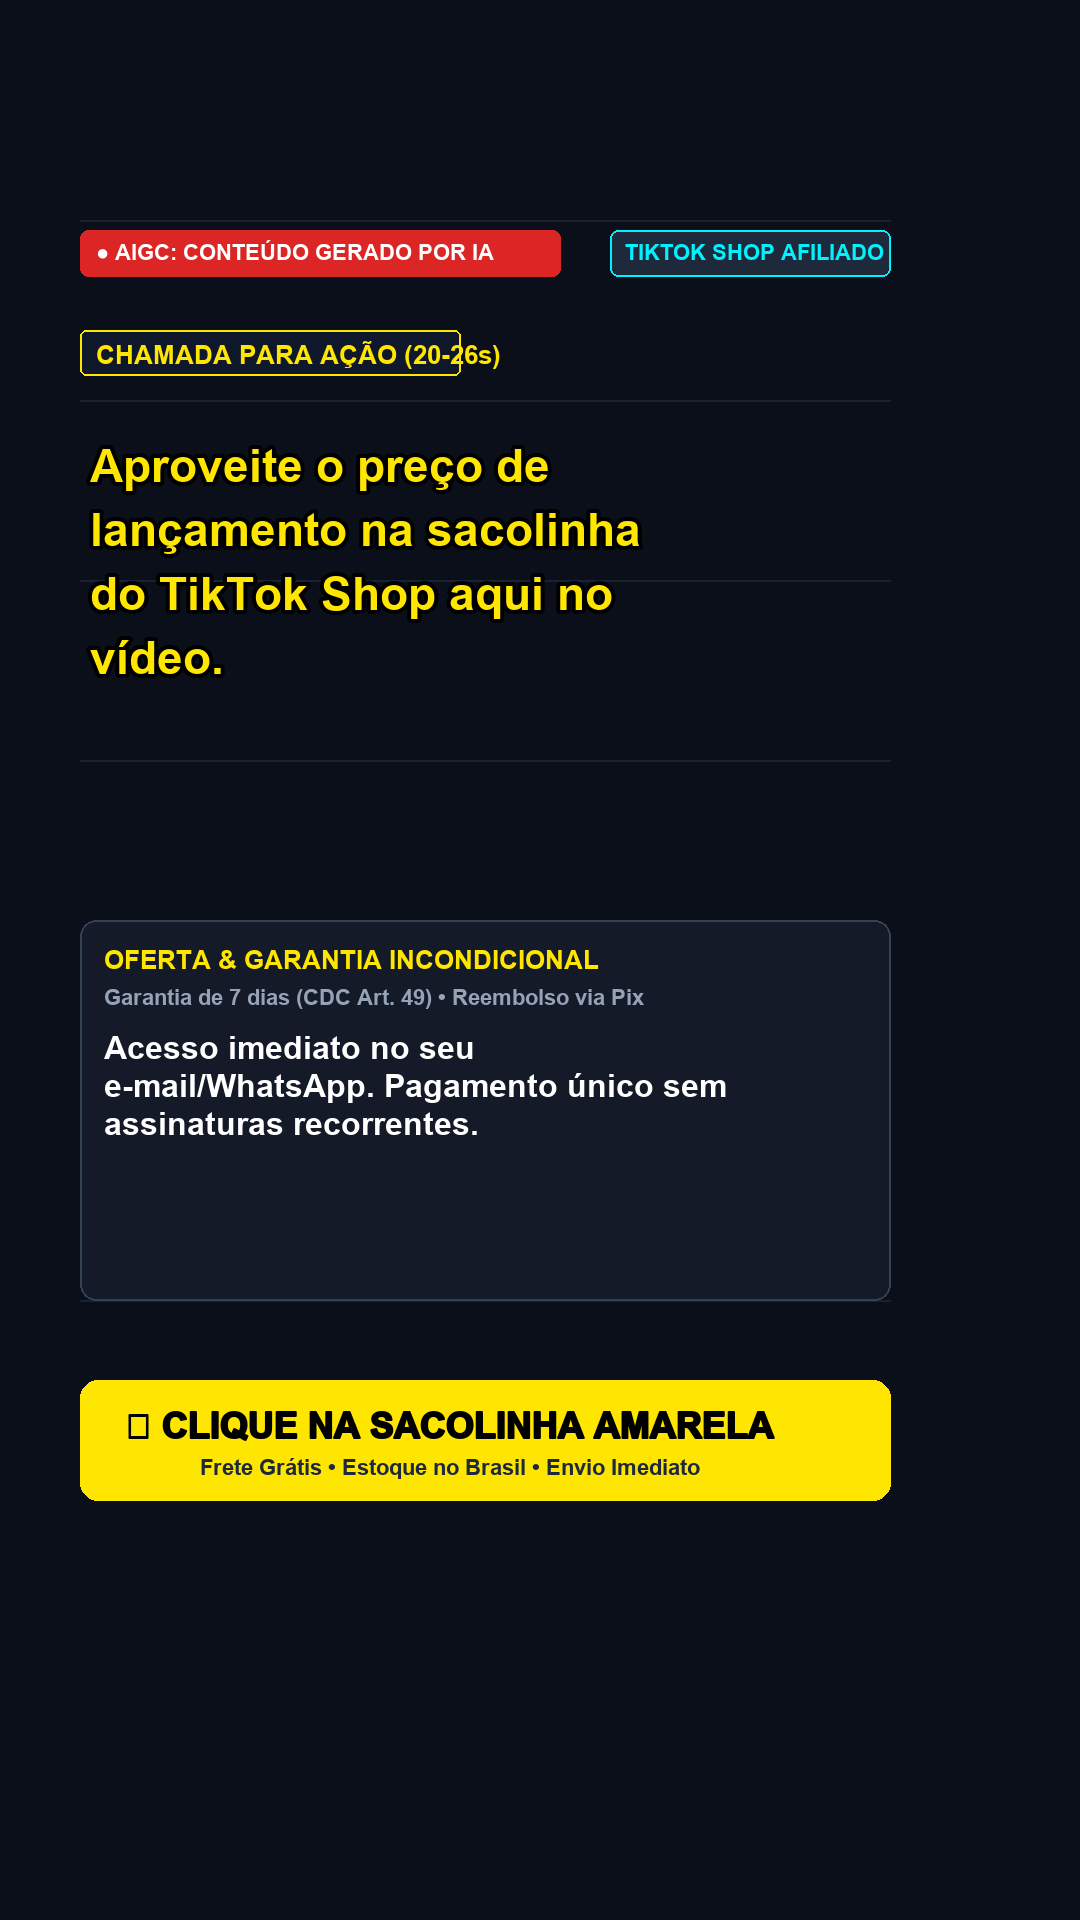 ● AIGC: CONTEÚDO GERADO POR IA
TIKTOK SHOP AFILIADO
CHAMADA PARA AÇÃO (20-26s)
Aproveite o preço de
lançamento na sacolinha
do TikTok Shop aqui no
vídeo.
OFERTA & GARANTIA INCONDICIONAL
Garantia de 7 dias (CDC Art. 49) • Reembolso via Pix
Acesso imediato no seu
e-mail/WhatsApp. Pagamento único sem
assinaturas recorrentes.
CLIQUE NA SACOLINHA AMARELA
Frete Grátis • Estoque no Brasil • Envio Imediato